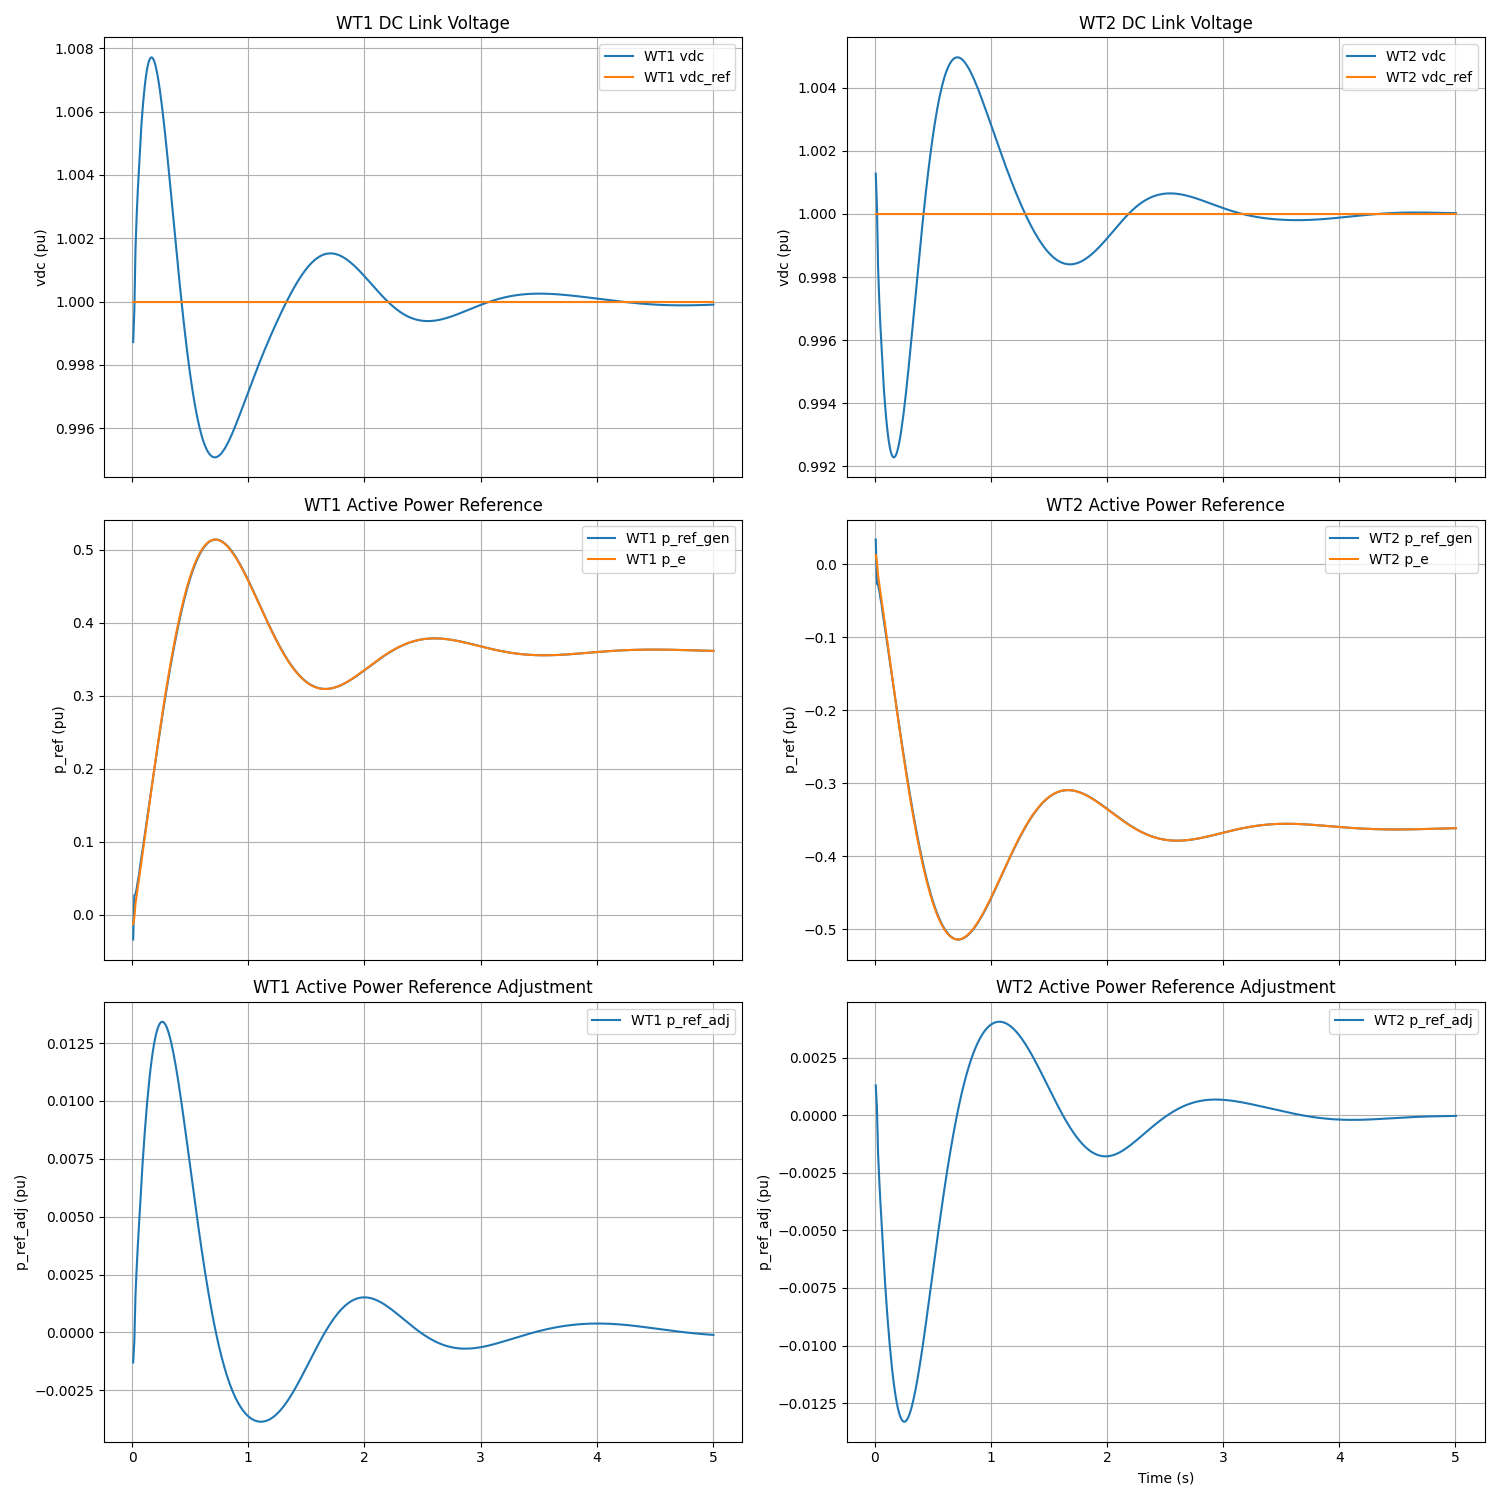 WT1 DC Link Voltage
1.008
1.006
1.004
1.002
1.000
0.998
0.996
vdc (pu)
WT1 vdc
WT1 vdc_ref
WT2 DC Link Voltage
1.004
1.002
1.000
0.998
0.996
0.994
0.992
vdc (pu)
WT2 vdc
WT2 vdc_ref
WT1 Active Power Reference
0.5
0.4
0.3
0.2
0.1
0.0
p_ref (pu)
WT1 p_ref_gen
WT1 p_e
WT2 Active Power Reference
0.0
−0.1
−0.2
−0.3
−0.4
−0.5
p_ref (pu)
WT2 p_ref_gen
WT2 p_e
WT1 Active Power Reference Adjustment
0.0125
0.0100
0.0075
0.0050
0.0025
0.0000
−0.0025
p_ref_adj (pu)
WT1 p_ref_adj
0 1 2 3 4 5
WT2 Active Power Reference Adjustment
0.0025
0.0000
−0.0025
−0.0050
−0.0075
−0.0100
−0.0125
p_ref_adj (pu)
WT2 p_ref_adj
0 1 2 3 4 5
Time (s)